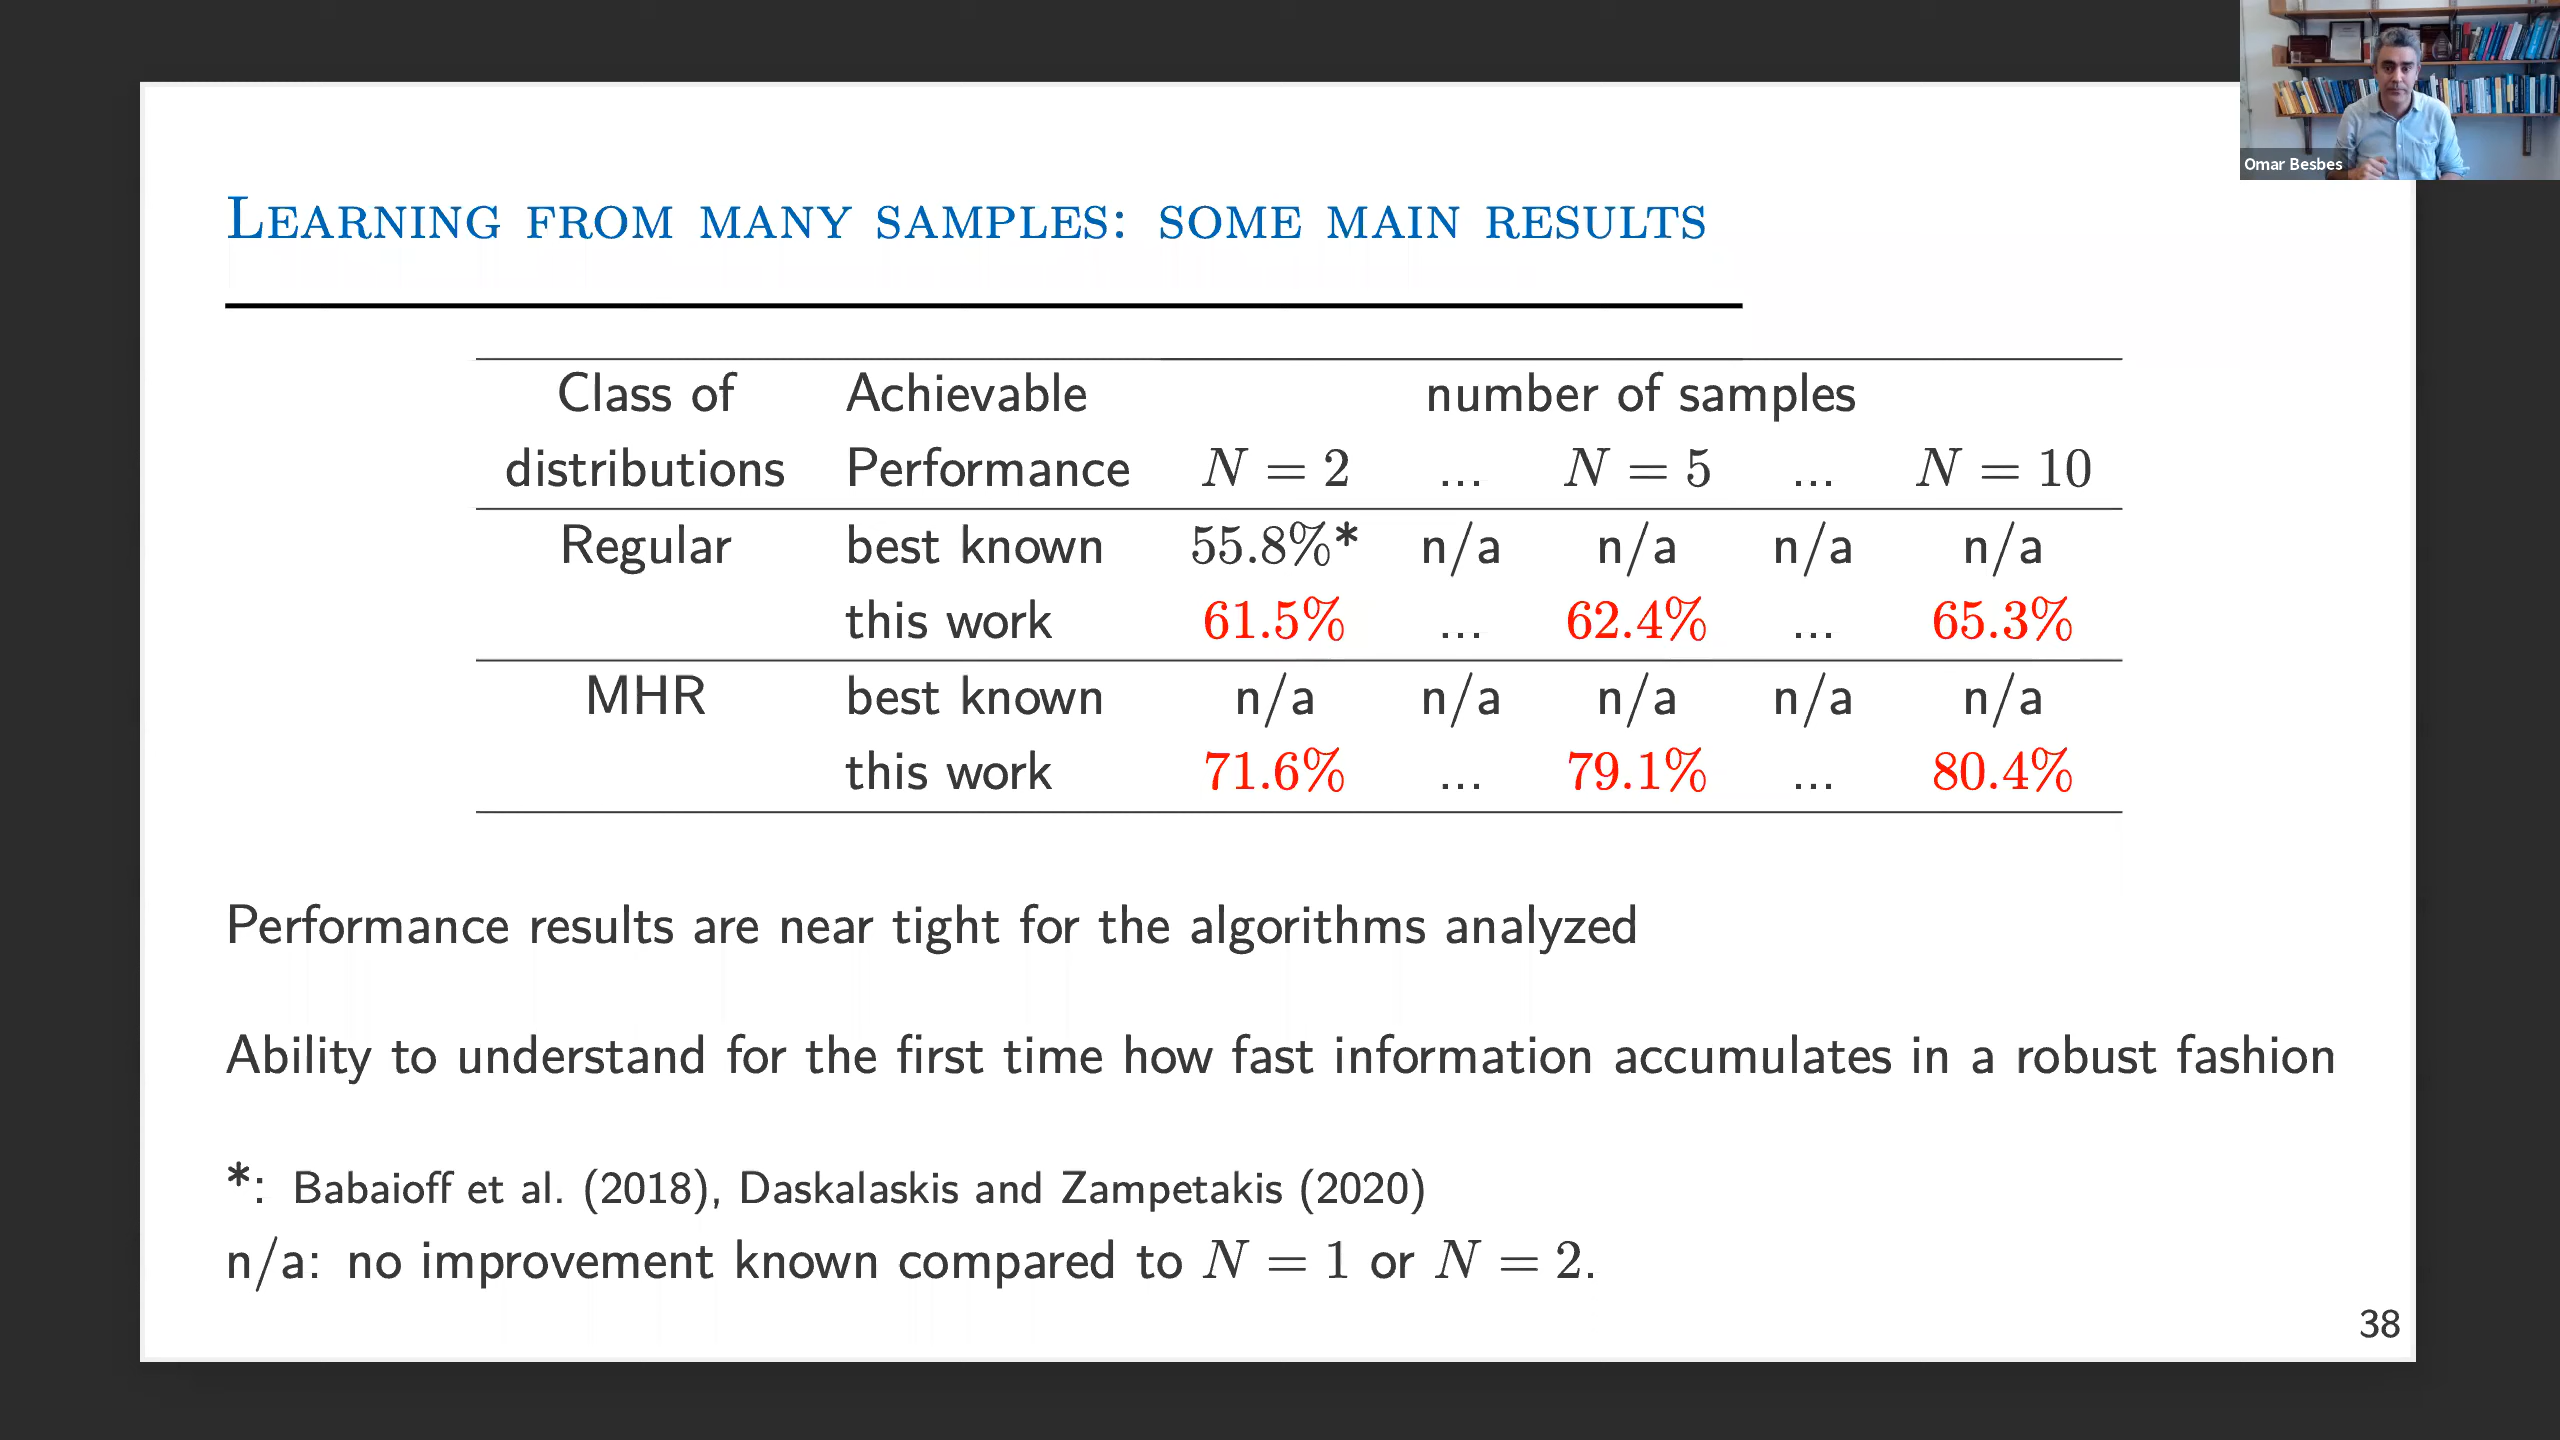 Omar Besbes
Learning from many samples: some main results
Class of Achievable number of samples
distributions Performance N = 2 ... N = 5 ... N = 10
Regular best known 55.8%* n/a n/a n/a n/a
this work 61.5% ... 62.4% ... 65.3%
MHR best known n/a n/a n/a n/a n/a
this work 71.6% ... 79.1% ... 80.4%
Performance results are near tight for the algorithms analyzed
Ability to understand for the first time how fast information accumulates in a robust fashion
*: Babaioff et al. (2018), Daskalaskis and Zampetakis (2020)
n/a: no improvement known compared to N = 1 or N = 2.
38